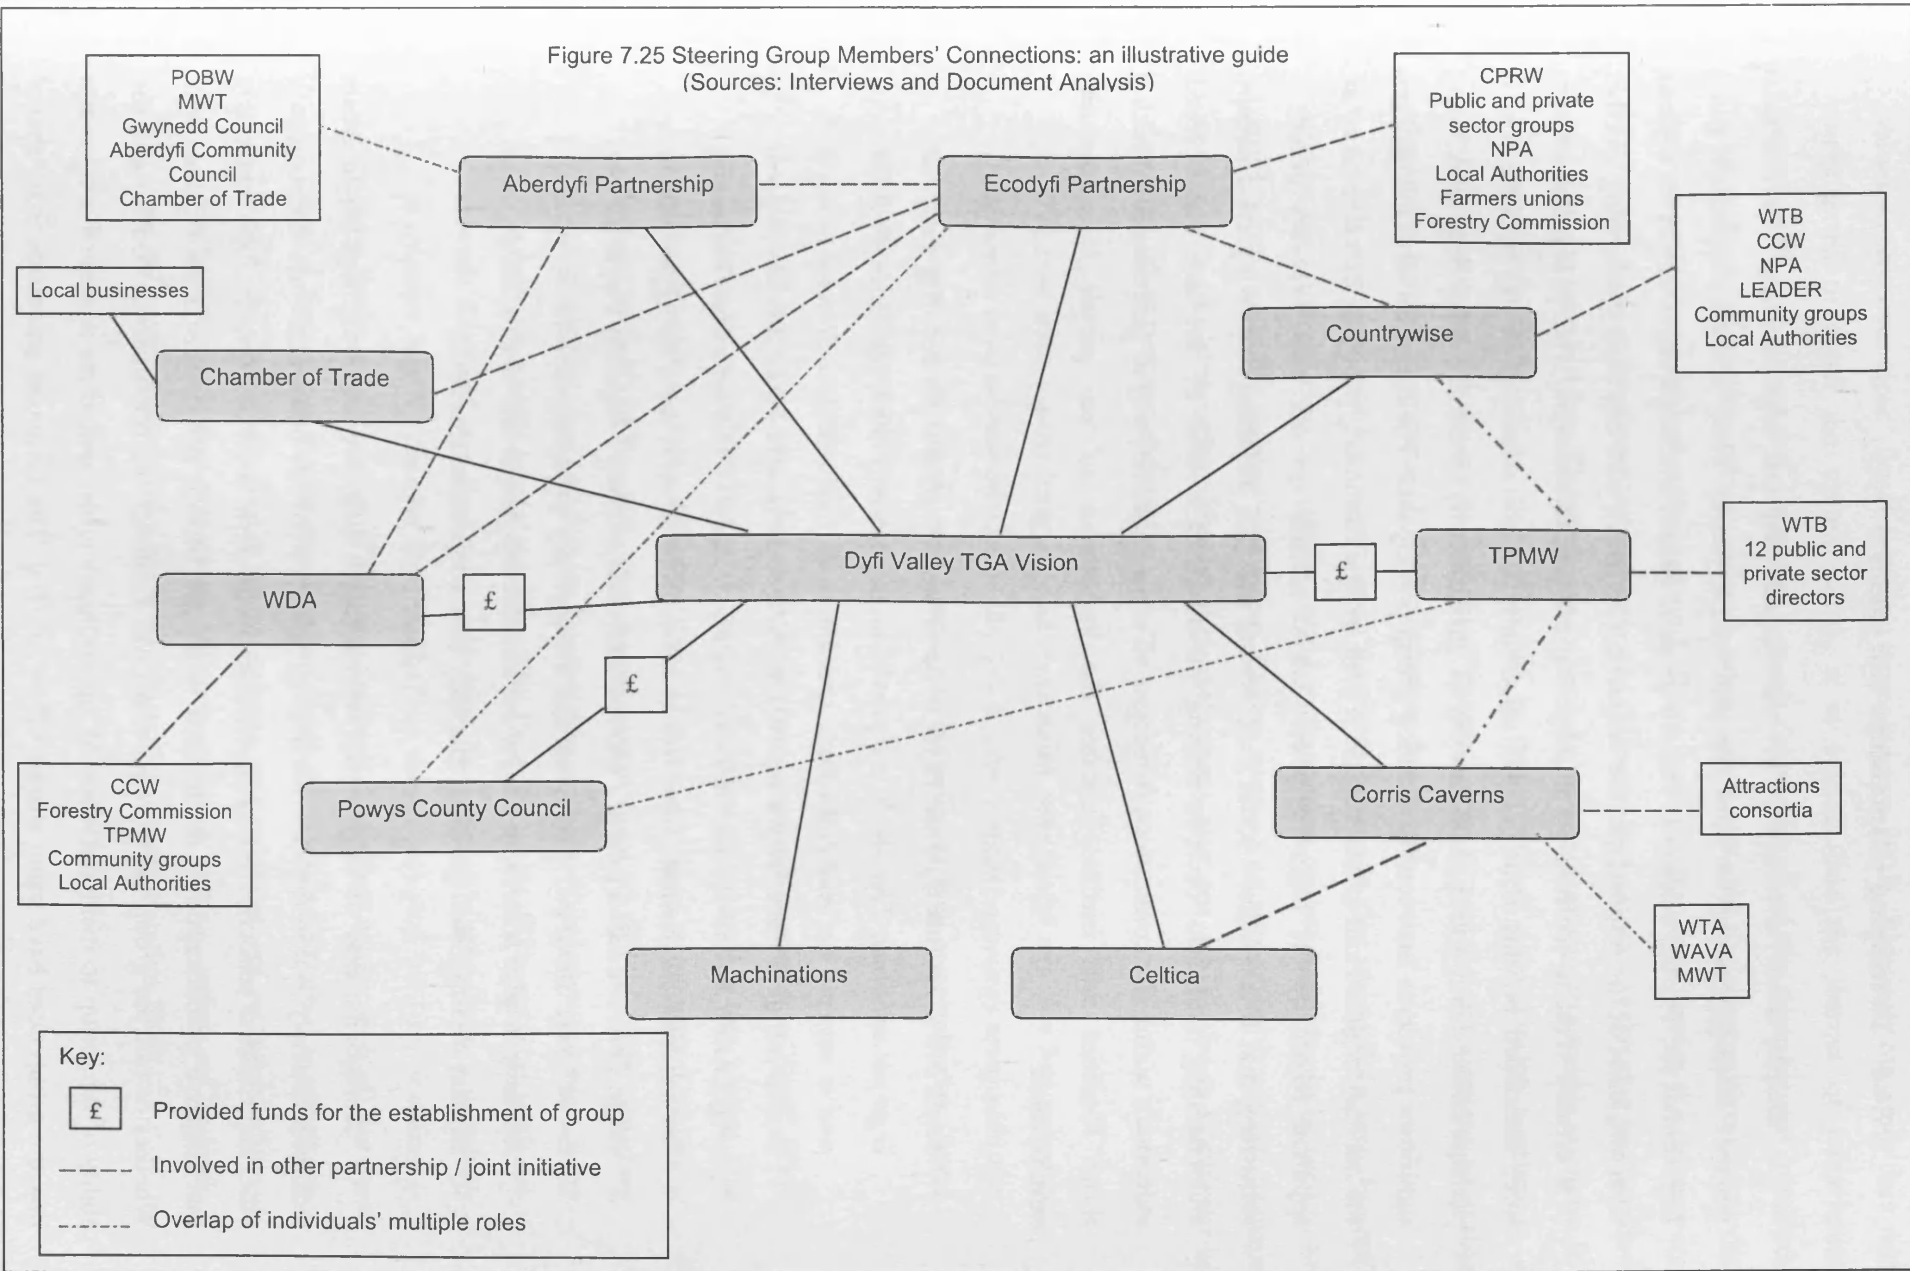 Figure 7.25 Steering Group Members' Connections: an illustrative guide
(Sources: Interviews and Document Analysis)
POBW
MWT
Gwynedd Council
Aberdyfi Community
Council
Chamber of Trade
Aberdyfi Partnership
Ecodyfi Partnership
CPRW
Public and private
sector groups
NPA
Local Authorities
Farmers unions
Forestry Commission
WTB
CCW
NPA
LEADER
Community groups
Local Authorities
Local businesses
Chamber of Trade
Countrywise
Dyfi Valley TGA Vision
£
TPMW
WTB
12 public and
private sector
directors
WDA
£
£
CCW
Forestry Commission
TPMW
Community groups
Local Authorities
Powys County Council
Corris Caverns
Attractions
consortia
WTA
WAVA
MWT
Machinations
Celtica
Key:
£ Provided funds for the establishment of group
Involved in other partnership / joint initiative
Overlap of individuals' multiple roles